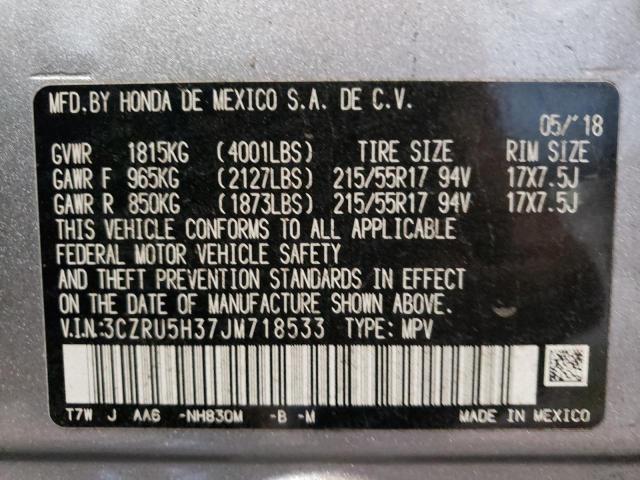 MFD.BY HONDA DE MEXICO S.A. DE C.V.
05/'18
GVWR 1815KG (4001LBS) TIRE SIZE RIM SIZE
GAWR F 965KG (2127LBS) 215/55R17 94V 17X7.5J
GAWR R 850KG (1873LBS) 215/55R17 94V 17X7.5J
THIS VEHICLE CONFORMS TO ALL APPLICABLE
FEDERAL MOTOR VEHICLE SAFETY
AND THEFT PREVENTION STANDARDS IN EFFECT
ON THE DATE OF MANUFACTURE SHOWN ABOVE.
V.I.N.:3CZRU5H37JM718533 TYPE: MPV
T7W J AA6 -NH830M -B -M MADE IN MEXICO